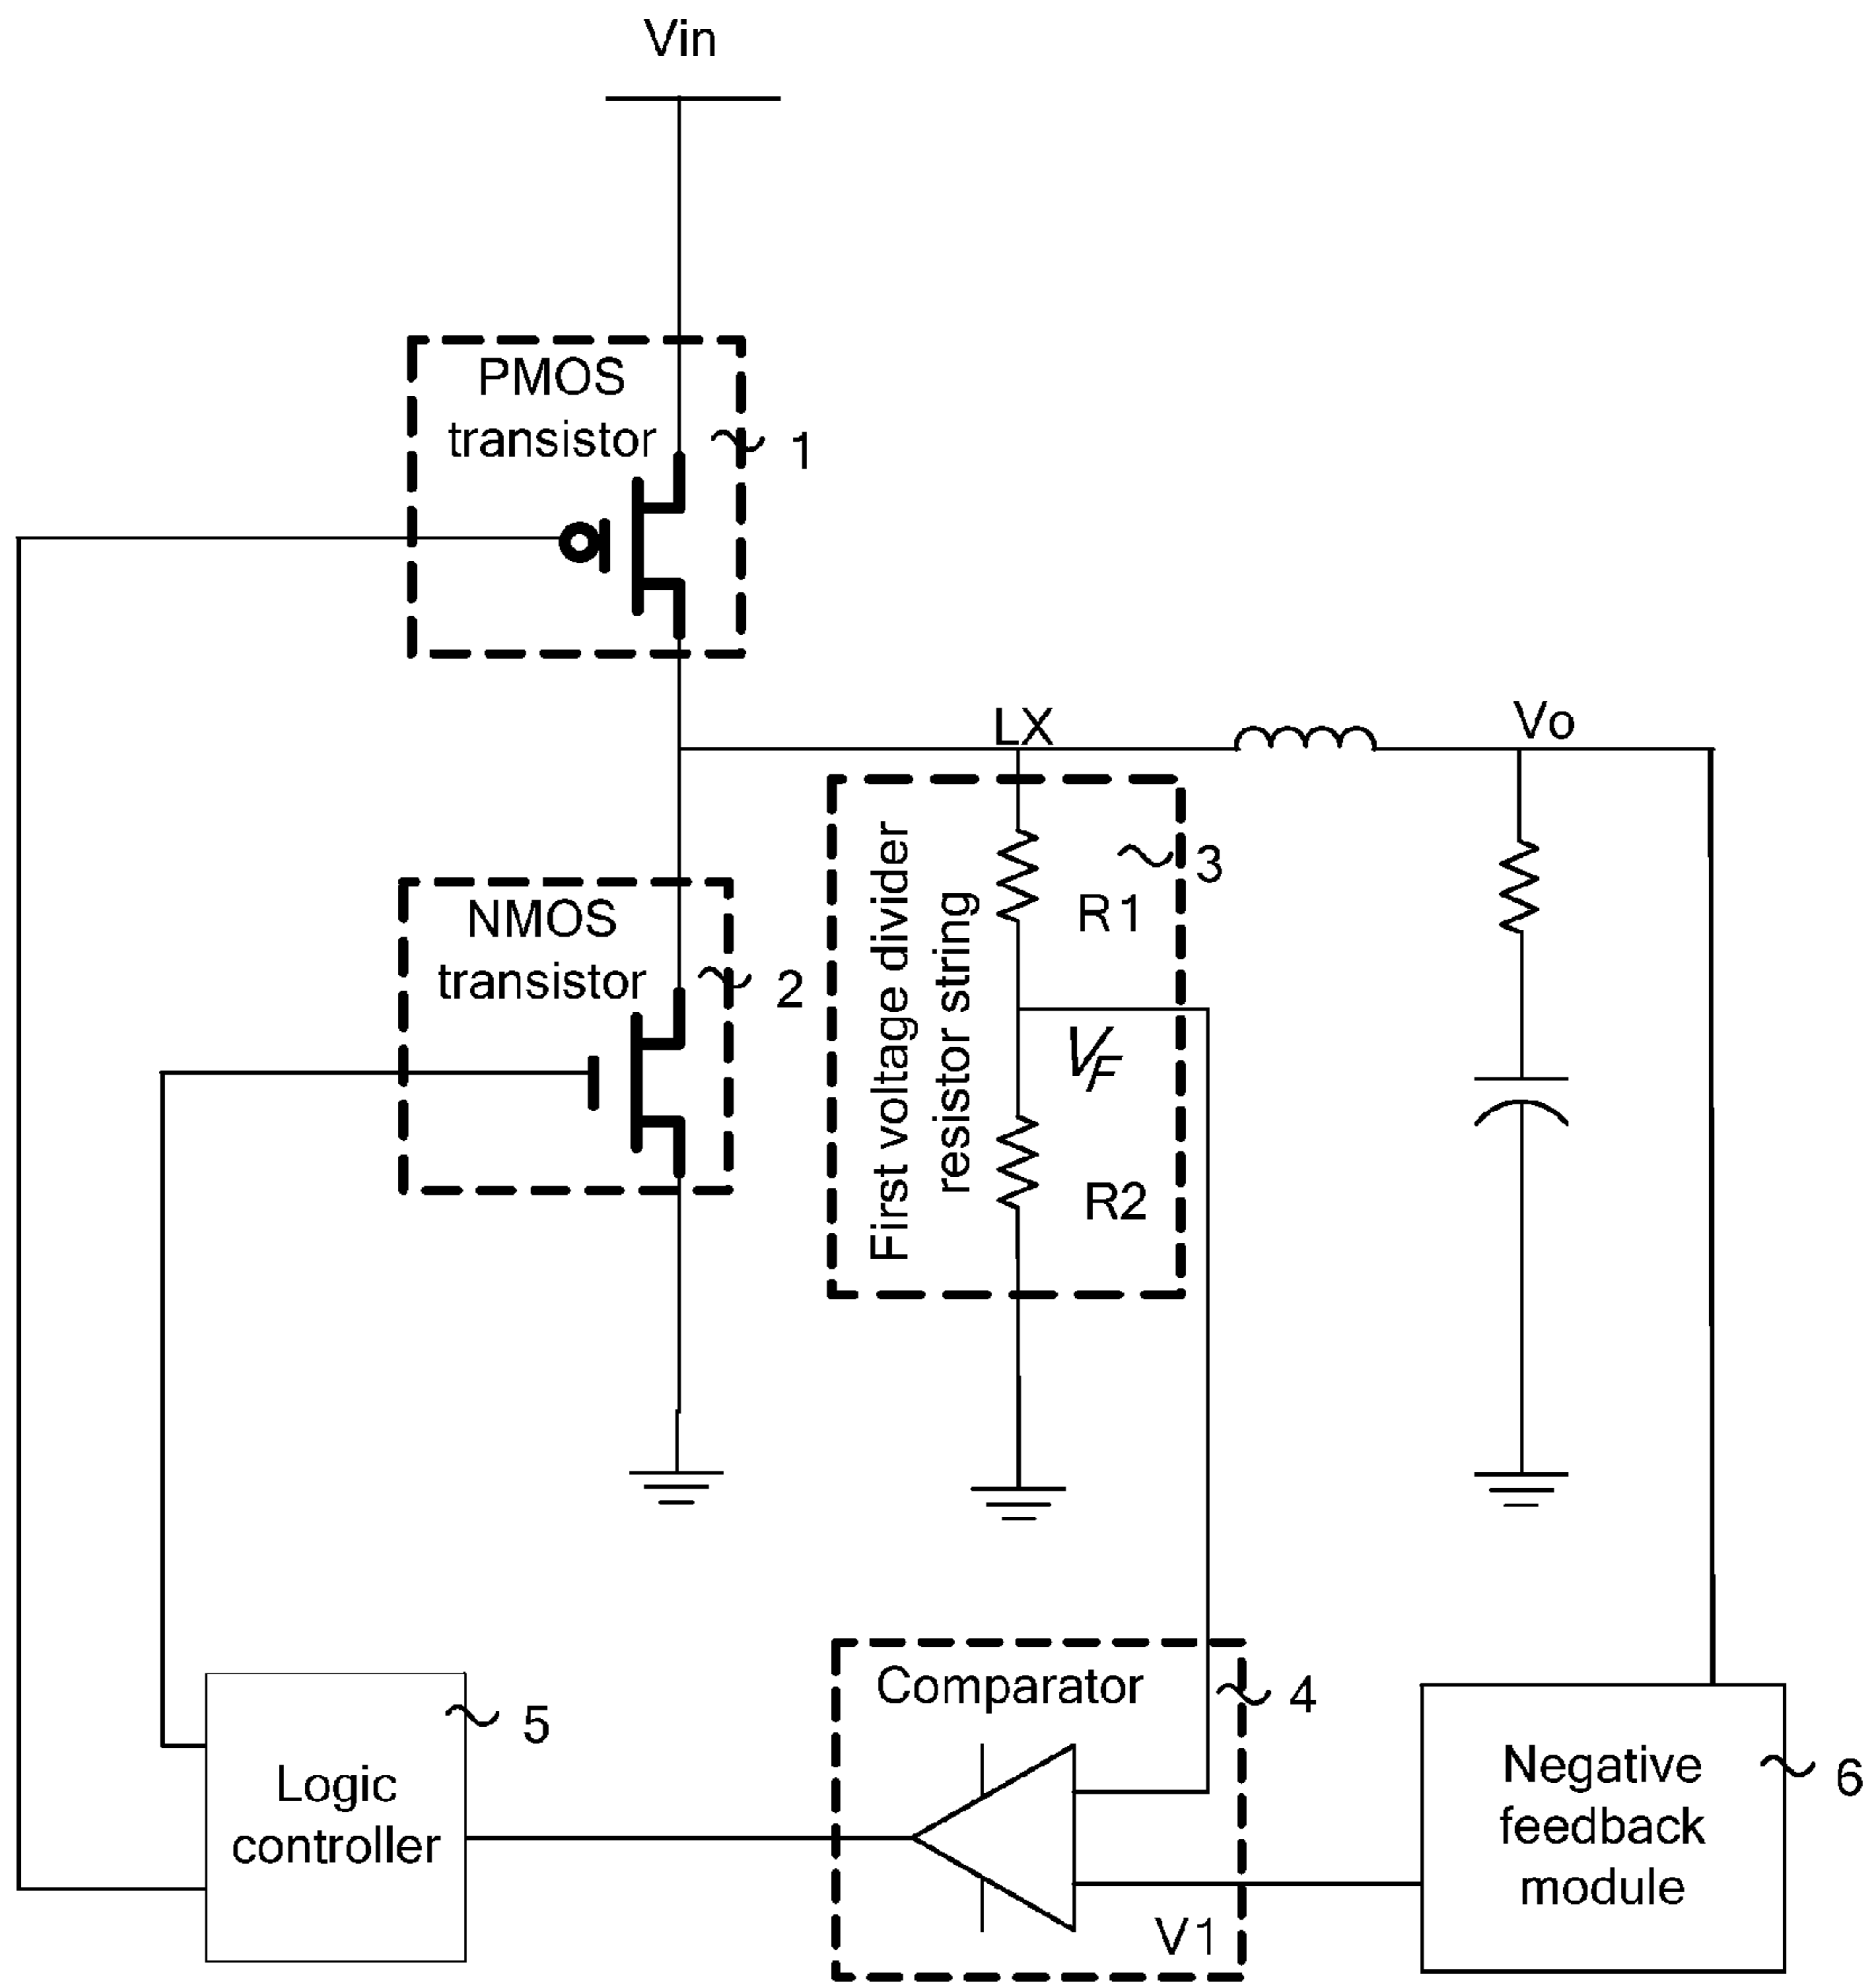 Vin
PMOS
transistor
1
LX
Vo
First voltage divider
resistor string
3
R1
NMOS
transistor
2
VF
R2
Comparator
4
5
Logic
controller
Negative
feedback
module
6
V1